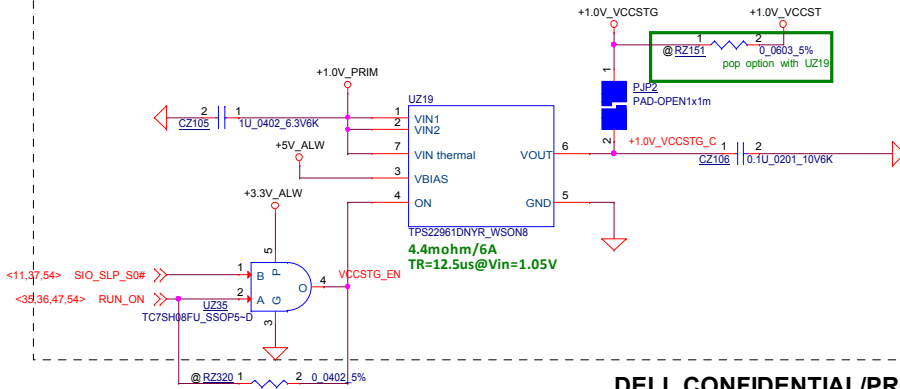 +1.0V_VCCSTG
+1.0V_VCCST
1
2
@ RZ151
0_0603_5%
pop option with UZ19
+1.0V_PRIM
1
PJP2
PAD-OPEN1x1m
2
UZ19
2
1
CZ105
1U_0402_6.3V6K
1
VIN1
2
VIN2
7
VIN thermal
VOUT
6
+1.0V_VCCSTG_C
1
2
CZ106
0.1U_0201_10V6K
+5V_ALW
3
VBIAS
4
ON
GND
5
+3.3V_ALW
TPS22961DNYR_WSON8
4.4mohm/6A
TR=12.5us@Vin=1.05V
5
<11,37,54> SIO_SLP_S0#
1
B
P
O
4
VCCSTG_EN
<35,36,47,54> RUN_ON
2
A
G
UZ35
TC7SH08FU_SSOP5~D
3
@ RZ320
1
2
0_0402_5%
DELL CONFIDENTIAL/PR